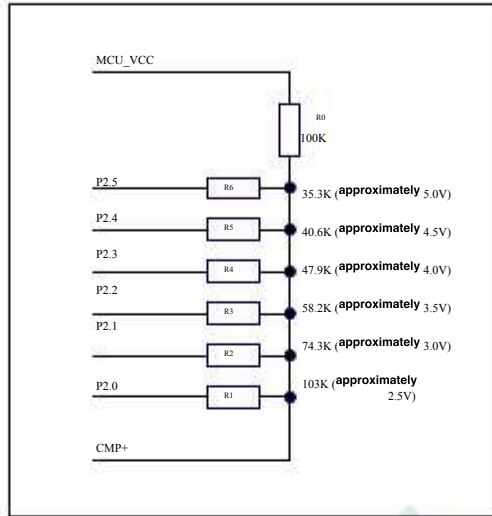 MCU_VCC
R0
100K
P2.5
R6
35.3K (approximately 5.0V)
P2.4
R5
40.6K (approximately 4.5V)
P2.3
R4
47.9K (approximately 4.0V)
P2.2
R3
58.2K (approximately 3.5V)
P2.1
R2
74.3K (approximately 3.0V)
P2.0
R1
103K (approximately
2.5V)
CMP+